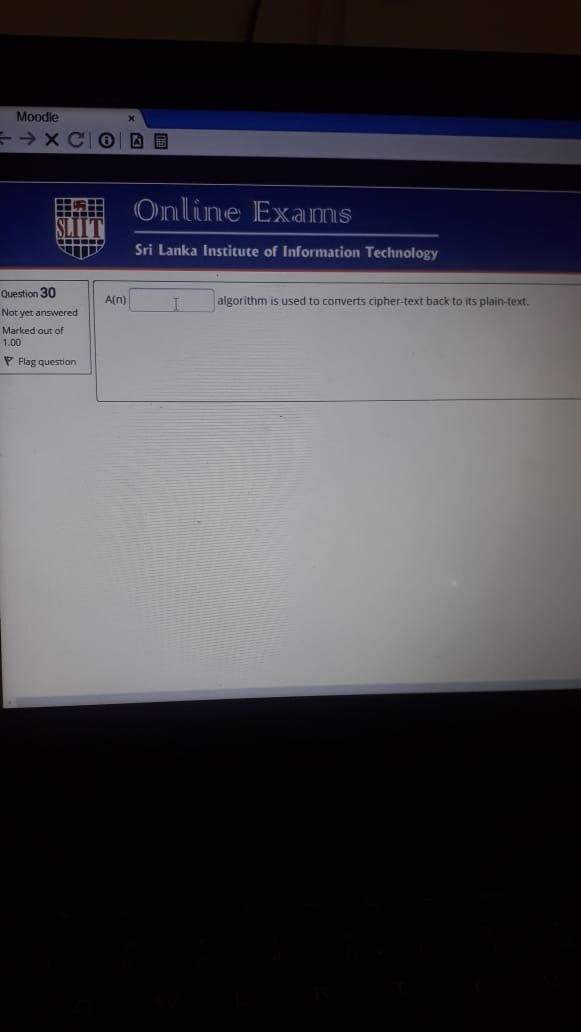 Moodle
SLIIT
Online Exams
Sri Lanka Institute of Information Technology
Question 30
Not yet answered
Marked out of
1.00
Flag question
A(n) algorithm is used to converts cipher-text back to its plain-text.
W E R T Y